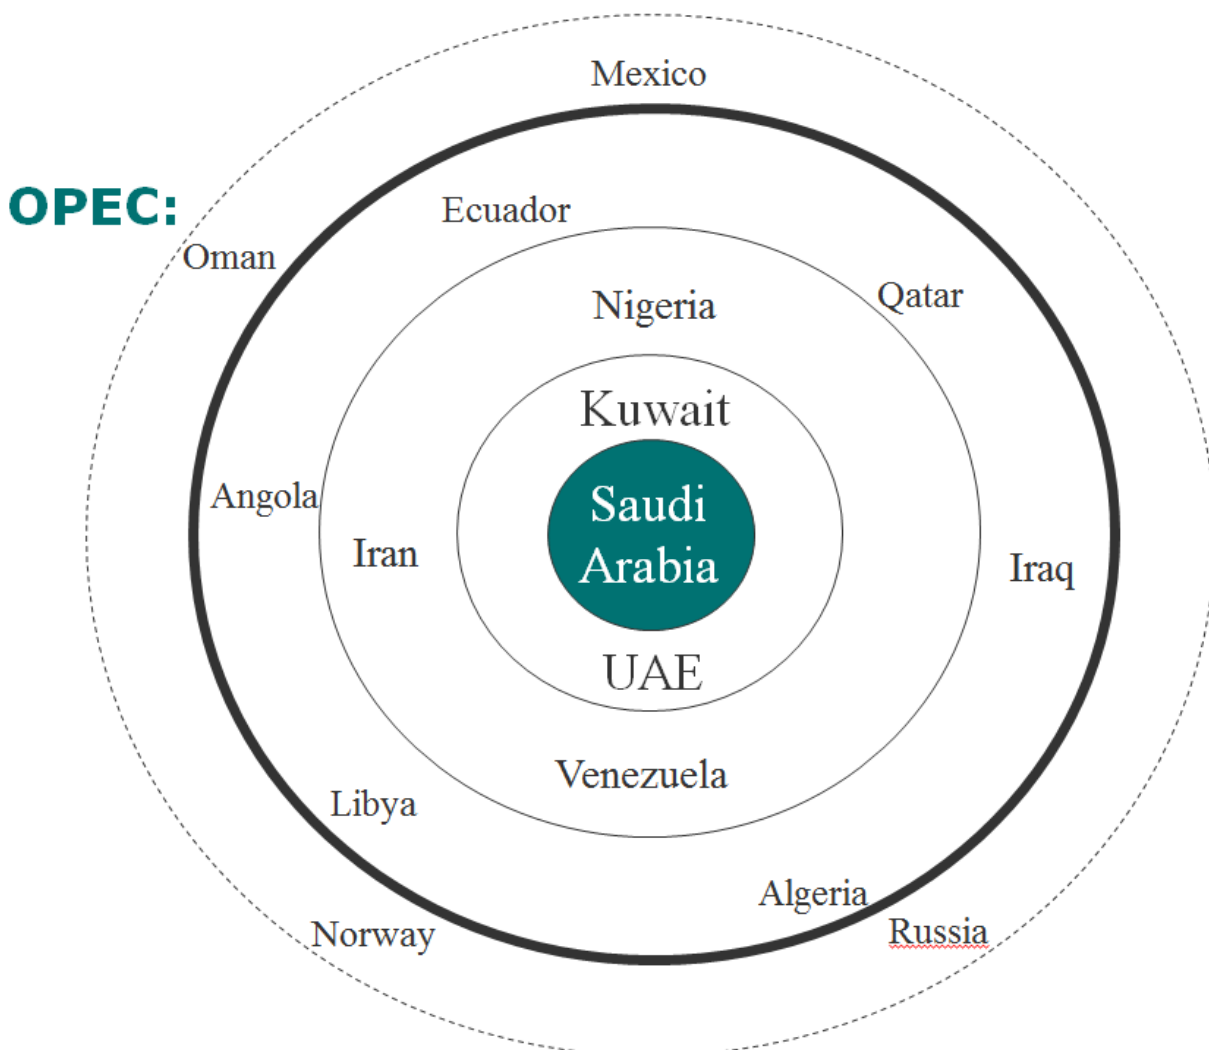 Mexico
OPEC:
Ecuador
Oman
Qatar
Nigeria
Kuwait
Saudi
Arabia
Angola
Iran
Iraq
UAE
Venezuela
Libya
Algeria
Norway
Russia